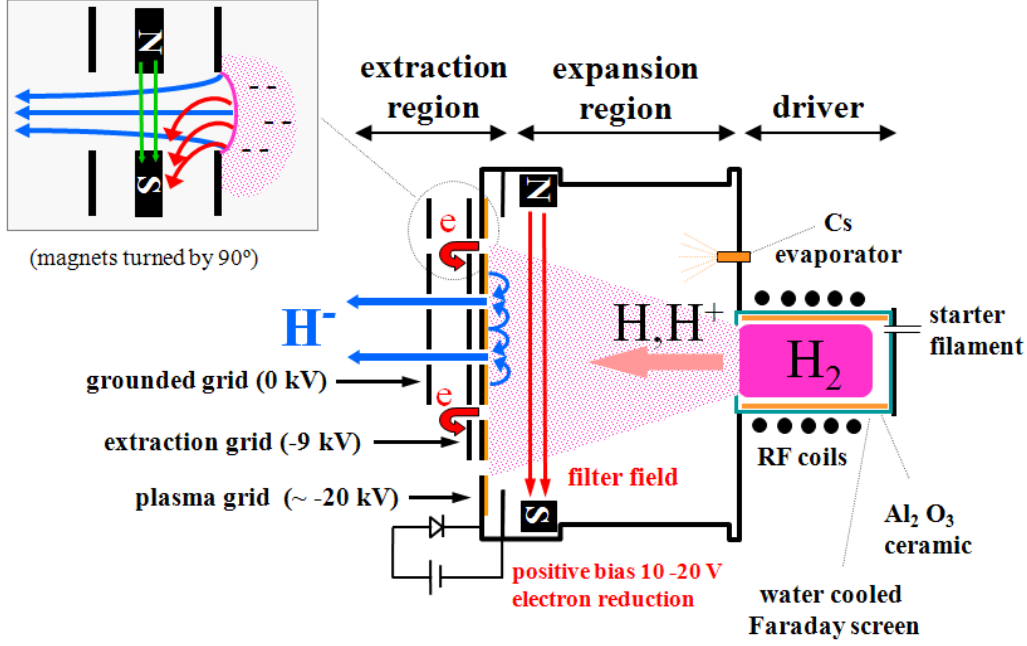 N
- -
- -
- -
S
(magnets turned by 90º)
extraction
region
expansion
region
driver
N
e
Cs
evaporator
H⁻
H,H⁺
H₂
starter
filament
grounded grid (0 kV)
e
extraction grid (-9 kV)
RF coils
filter field
plasma grid (~ -20 kV)
S
Al₂ O₃
ceramic
positive bias 10 -20 V
electron reduction
water cooled
Faraday screen